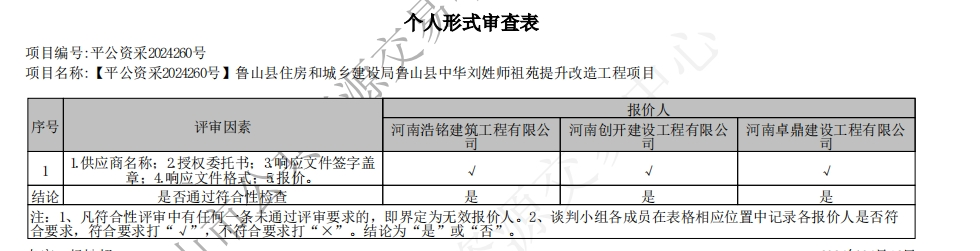 个人形式审查表
项目编号:平公资采2024260号
项目名称:【平公资采2024260号】鲁山县住房和城乡建设局鲁山县中华刘姓师祖苑提升改造工程项目
序号 评审因素 报价人
河南浩铭建筑工程有限公司 河南创开建设工程有限公司 河南卓鼎建设工程有限公司
1 1.供应商名称；2.授权委托书；3.响应文件签字盖章；4.响应文件格式；5.报价。 √ √ √
结论 是否通过符合性检查 是 是 是
注：1、凡符合性评审中有任何一条未通过评审要求的，即界定为无效报价人。2、谈判小组各成员在表格相应位置中记录各报价人是否符
合要求，符合要求打“√”，不符合要求打“×”。结论为“是”或“否”。